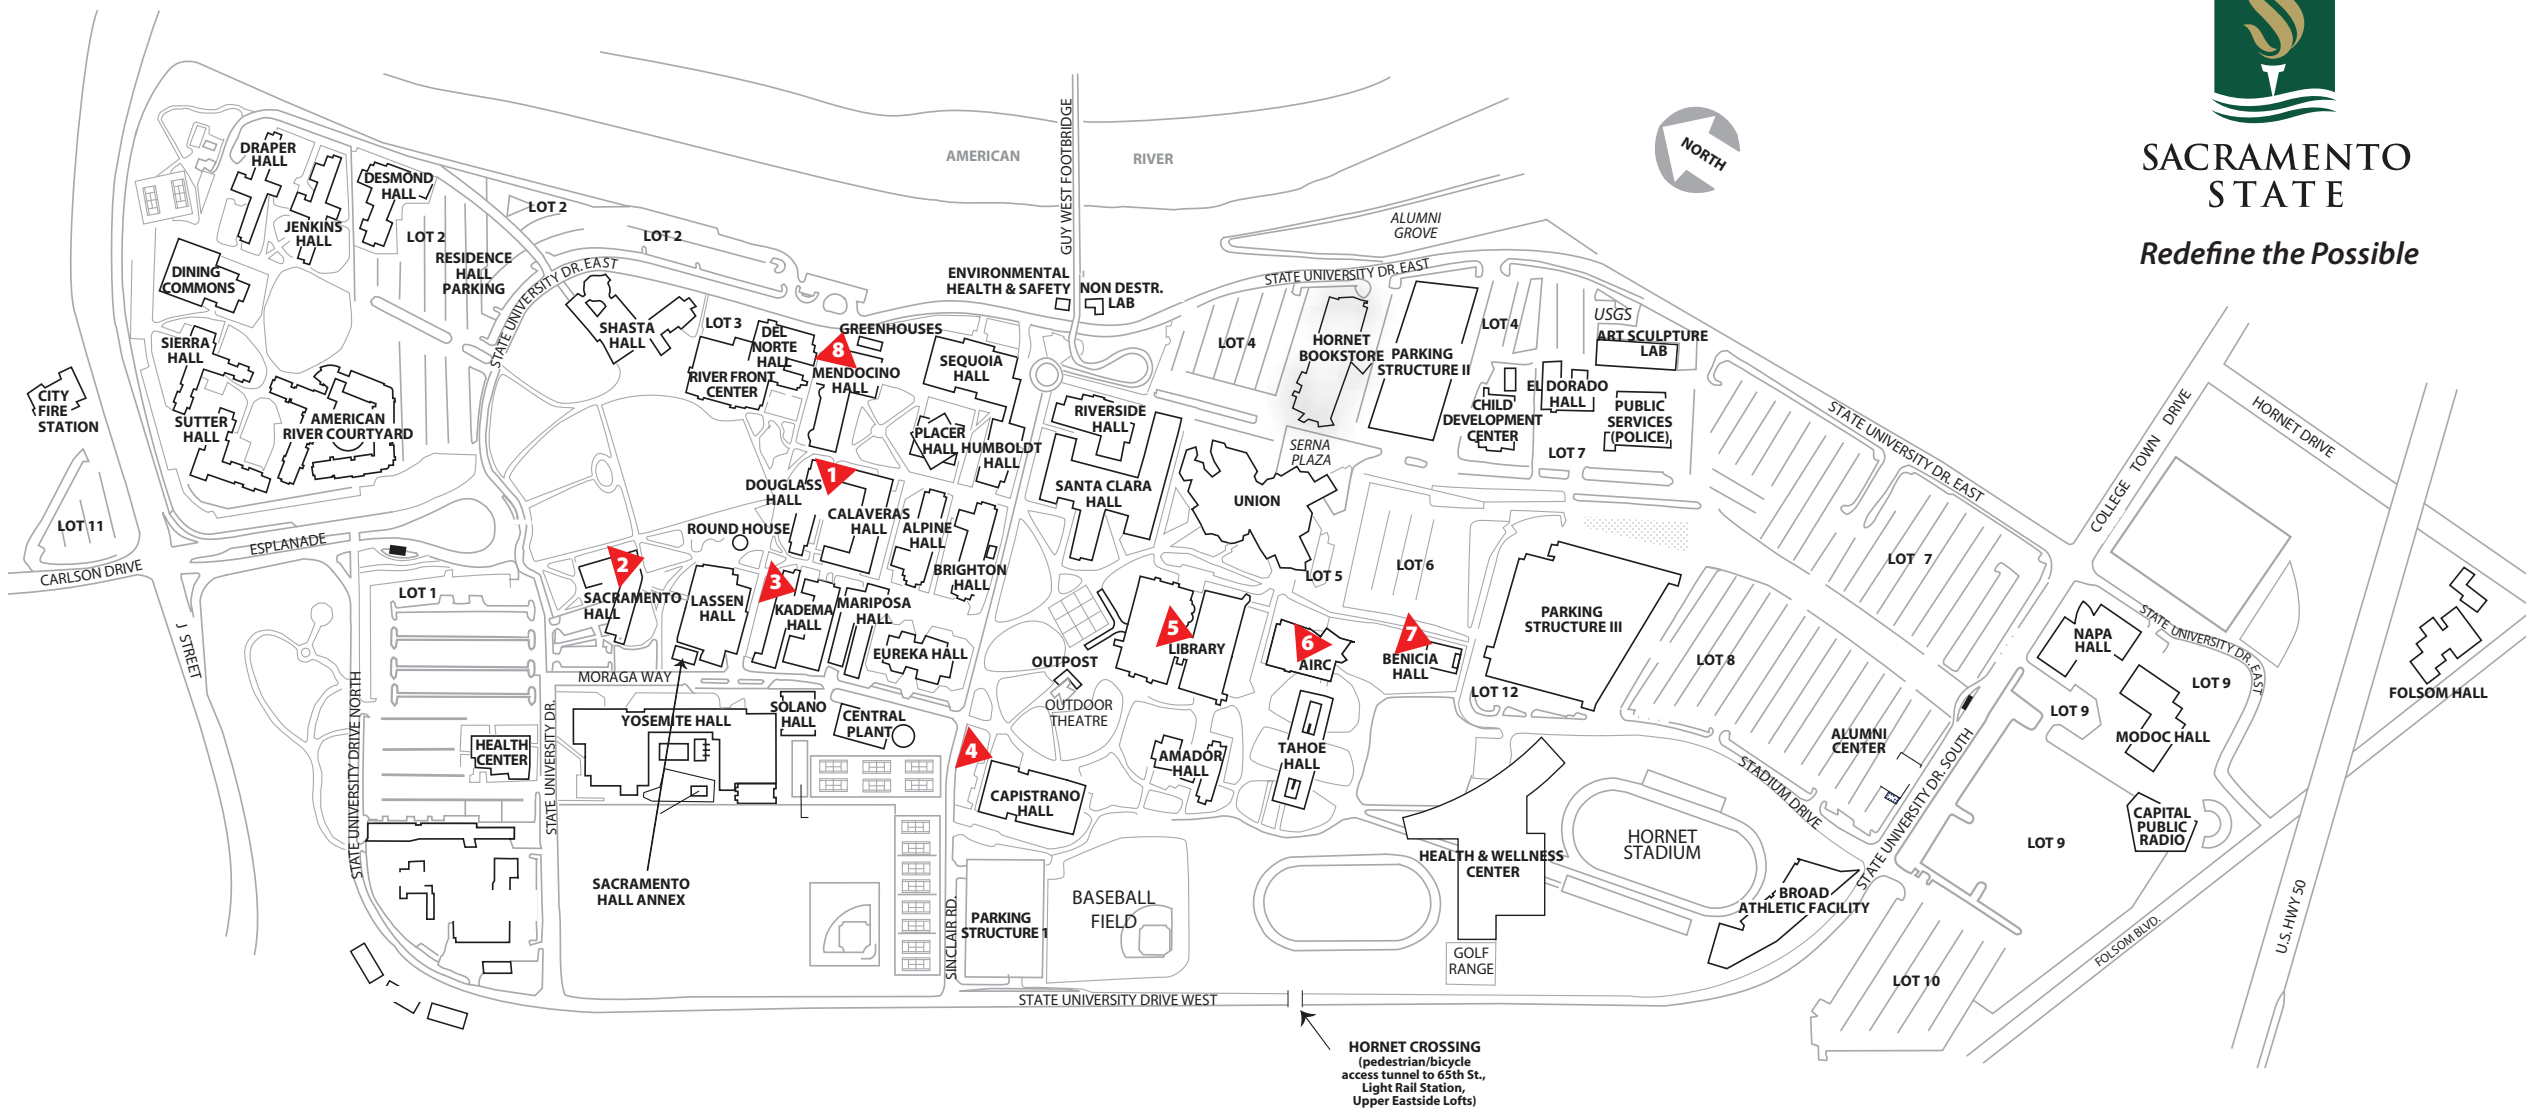 SACRAMENTO
STATE
Redefine the Possible
NORTH
AMERICAN
RIVER
GUY WEST FOOTBRIDGE
ALUMNI
GROVE
DRAPER
HALL
JENKINS
HALL
DESMOND
HALL
LOT 2
LOT 2
LOT 2
RESIDENCE
HALL
PARKING
DINING
COMMONS
STATE UNIVERSITY DR. EAST
SIERRA
HALL
SUTTER
HALL
AMERICAN
RIVER COURTYARD
CITY
FIRE
STATION
LOT 11
ESPLANADE
CARLSON DRIVE
J STREET
SHASTA
HALL
LOT 3
DEL
NORTE
HALL
RIVER FRONT
CENTER
GREENHOUSES
8
MENDOCINO
HALL
SEQUOIA
HALL
ENVIRONMENTAL
HEALTH & SAFETY
NON DESTR.
LAB
PLACER
HALL
HUMBOLDT
HALL
RIVERSIDE
HALL
SANTA CLARA
HALL
1
DOUGLASS
HALL
CALAVERAS
HALL
ALPINE
HALL
BRIGHTON
HALL
ROUND HOUSE
2
SACRAMENTO
HALL
LASSEN
HALL
3
KADEMA
HALL
MARIPOSA
HALL
EUREKA HALL
STATE UNIVERSITY DR. EAST
LOT 4
HORNET
BOOKSTORE
PARKING
STRUCTURE II
LOT 4
USGS
ART SCULPTURE
LAB
EL DORADO
HALL
CHILD
DEVELOPMENT
CENTER
PUBLIC
SERVICES
(POLICE)
LOT 7
SERNA
PLAZA
UNION
LOT 5
LOT 6
5
LIBRARY
6
AIRC
7
BENICIA
HALL
LOT 12
PARKING
STRUCTURE III
LOT 8
LOT 7
STATE UNIVERSITY DR. EAST
COLLEGE TOWN DRIVE
HORNET DRIVE
STATE UNIVERSITY DR. EAST
NAPA
HALL
LOT 9
LOT 9
MODOC HALL
FOLSOM HALL
CAPITAL
PUBLIC
RADIO
LOT 9
ALUMNI
CENTER
STATE UNIVERSITY DR. SOUTH
STADIUM DRIVE
LOT 1
MORAGA WAY
STATE UNIVERSITY DRIVE NORTH
STATE UNIVERSITY DR.
HEALTH
CENTER
YOSEMITE HALL
SOLANO
HALL
CENTRAL
PLANT
SACRAMENTO
HALL ANNEX
OUTPOST
OUTDOOR
THEATRE
4
CAPISTRANO
HALL
AMADOR
HALL
TAHOE
HALL
SINCLAIR RD.
PARKING
STRUCTURE 1
BASEBALL
FIELD
HEALTH & WELLNESS
CENTER
GOLF
RANGE
HORNET
STADIUM
BROAD
ATHLETIC FACILITY
LOT 10
FOLSOM BLVD.
U.S. HWY 50
STATE UNIVERSITY DRIVE WEST
HORNET CROSSING
(pedestrian/bicycle
access tunnel to 65th St.,
Light Rail Station,
Upper Eastside Lofts)